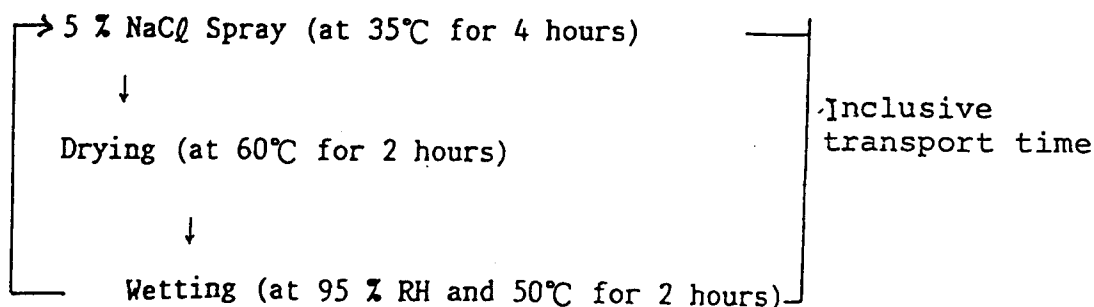 5 % NaCl Spray (at 35℃ for 4 hours)
Inclusive
transport time
Drying (at 60℃ for 2 hours)
Wetting (at 95 % RH and 50℃ for 2 hours)